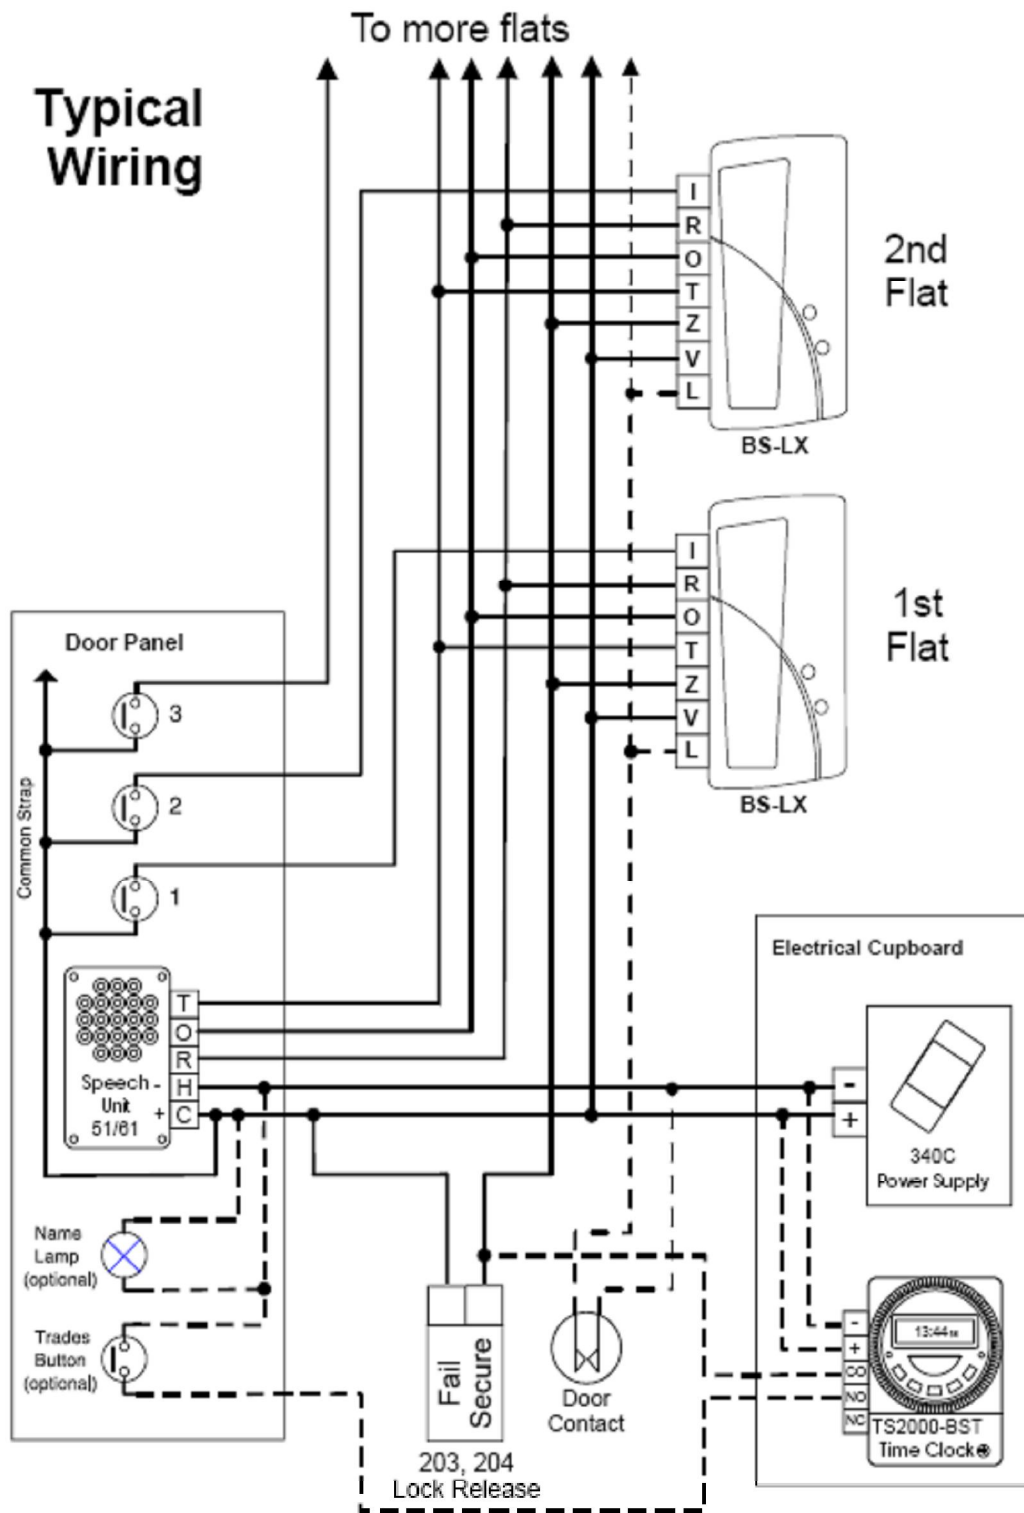 To more flats
Typical
Wiring
I
R
O
T
Z
V
L
2nd
Flat
BS-LX
I
R
O
T
Z
V
L
1st
Flat
BS-LX
Door Panel
3
2
1
Common Strap
T
O
R
- H
+ C
Speech
Unit
51/61
Name
Lamp
(optional)
Trades
Button
(optional)
Fail
Secure
203, 204
Lock Release
Door
Contact
Electrical Cupboard
-
+
340C
Power Supply
-
+
CO
NO
NC
13:44
TS2000-BST
Time Clock